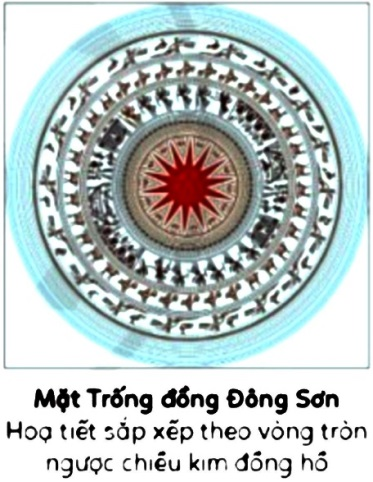 Mặt Trống đồng Đông Sơn
Hoạ tiết sắp xếp theo vòng tròn
ngược chiều kim đồng hồ